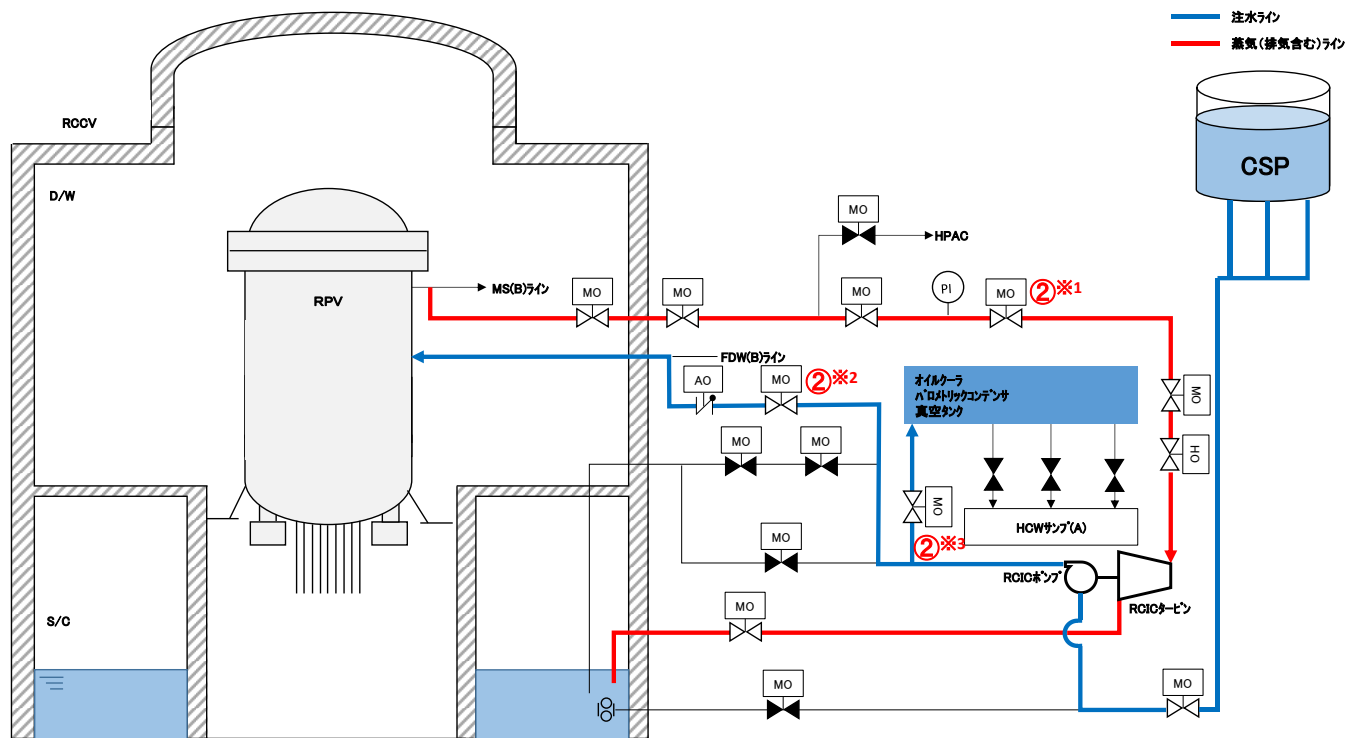 注水ライン
蒸気(排気含む)ライン
CSP
RCCV
D/W
RPV
MS(B)ライン
MO
MO
MO
HPAC
MO
PI
MO
②※1
FDW(B)ライン
AO
MO
②※2
オイルクーラ
バロメトリックコンデンサ
真空タンク
MO
HO
MO
MO
MO
②※3
HCWサンプ(A)
MO
RCICポンプ
RCICタービン
S/C
MO
MO
MO